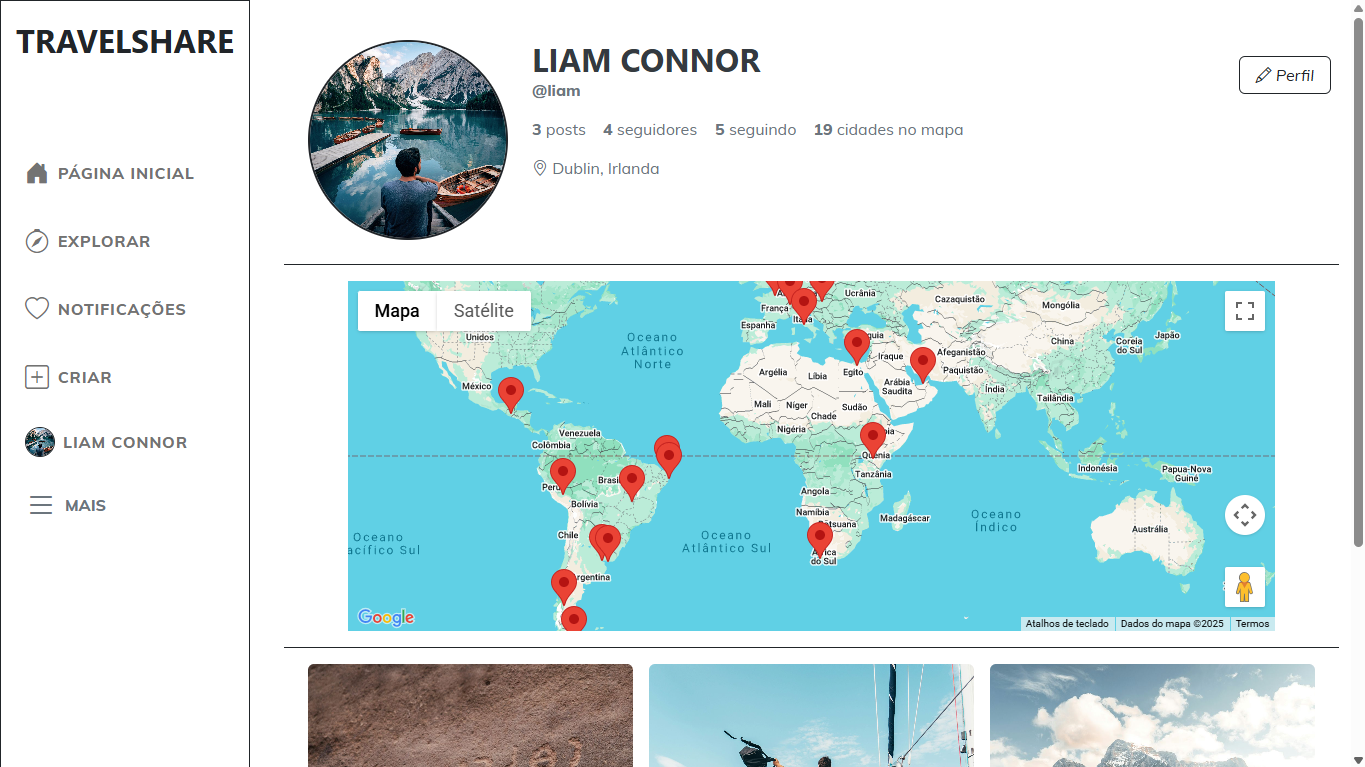 TRAVELSHARE
PÁGINA INICIAL
EXPLORAR
NOTIFICAÇÕES
CRIAR
LIAM CONNOR
MAIS
LIAM CONNOR
@liam
3 posts 4 seguidores 5 seguindo 19 cidades no mapa
Dublin, Irlanda
Perfil
Mapa Satélite
Ucrânia
Cazaquistão
Mongólia
França
Itália
Espanha
Unidos
Oceano
Atlântico
Norte
quia
Iraque
Afeganistão
Paquistão
China
Coreia
do Sul
Japão
Argélia
Líbia
Egito
Arábia
Saudita
Índia
Tailândia
México
Mali
Níger
Chade
Sudão
Nigéria
Venezuela
Colômbia
Quênia
Tanzânia
Indonésia
Papua-Nova
Guiné
Peru
Brasi
Bolívia
Angola
Namíbia
Botsuana
Madagáscar
Oceano
Índico
Austrália
Chile
Oceano
Atlântico Sul
Oceano
acífico Sul
África
do Sul
rgentina
Google
Atalhos de teclado Dados do mapa ©2025 Termos